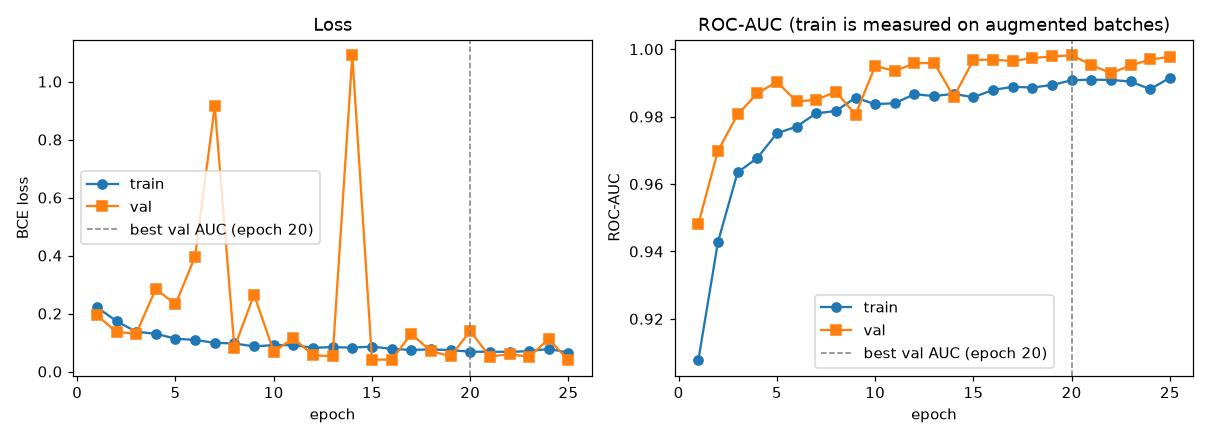 Loss
BCE loss
1.0
0.8
0.6
0.4
0.2
0.0
train
val
best val AUC (epoch 20)
0 5 10 15 20 25
epoch
ROC-AUC (train is measured on augmented batches)
ROC-AUC
1.00
0.98
0.96
0.94
0.92
train
val
best val AUC (epoch 20)
0 5 10 15 20 25
epoch